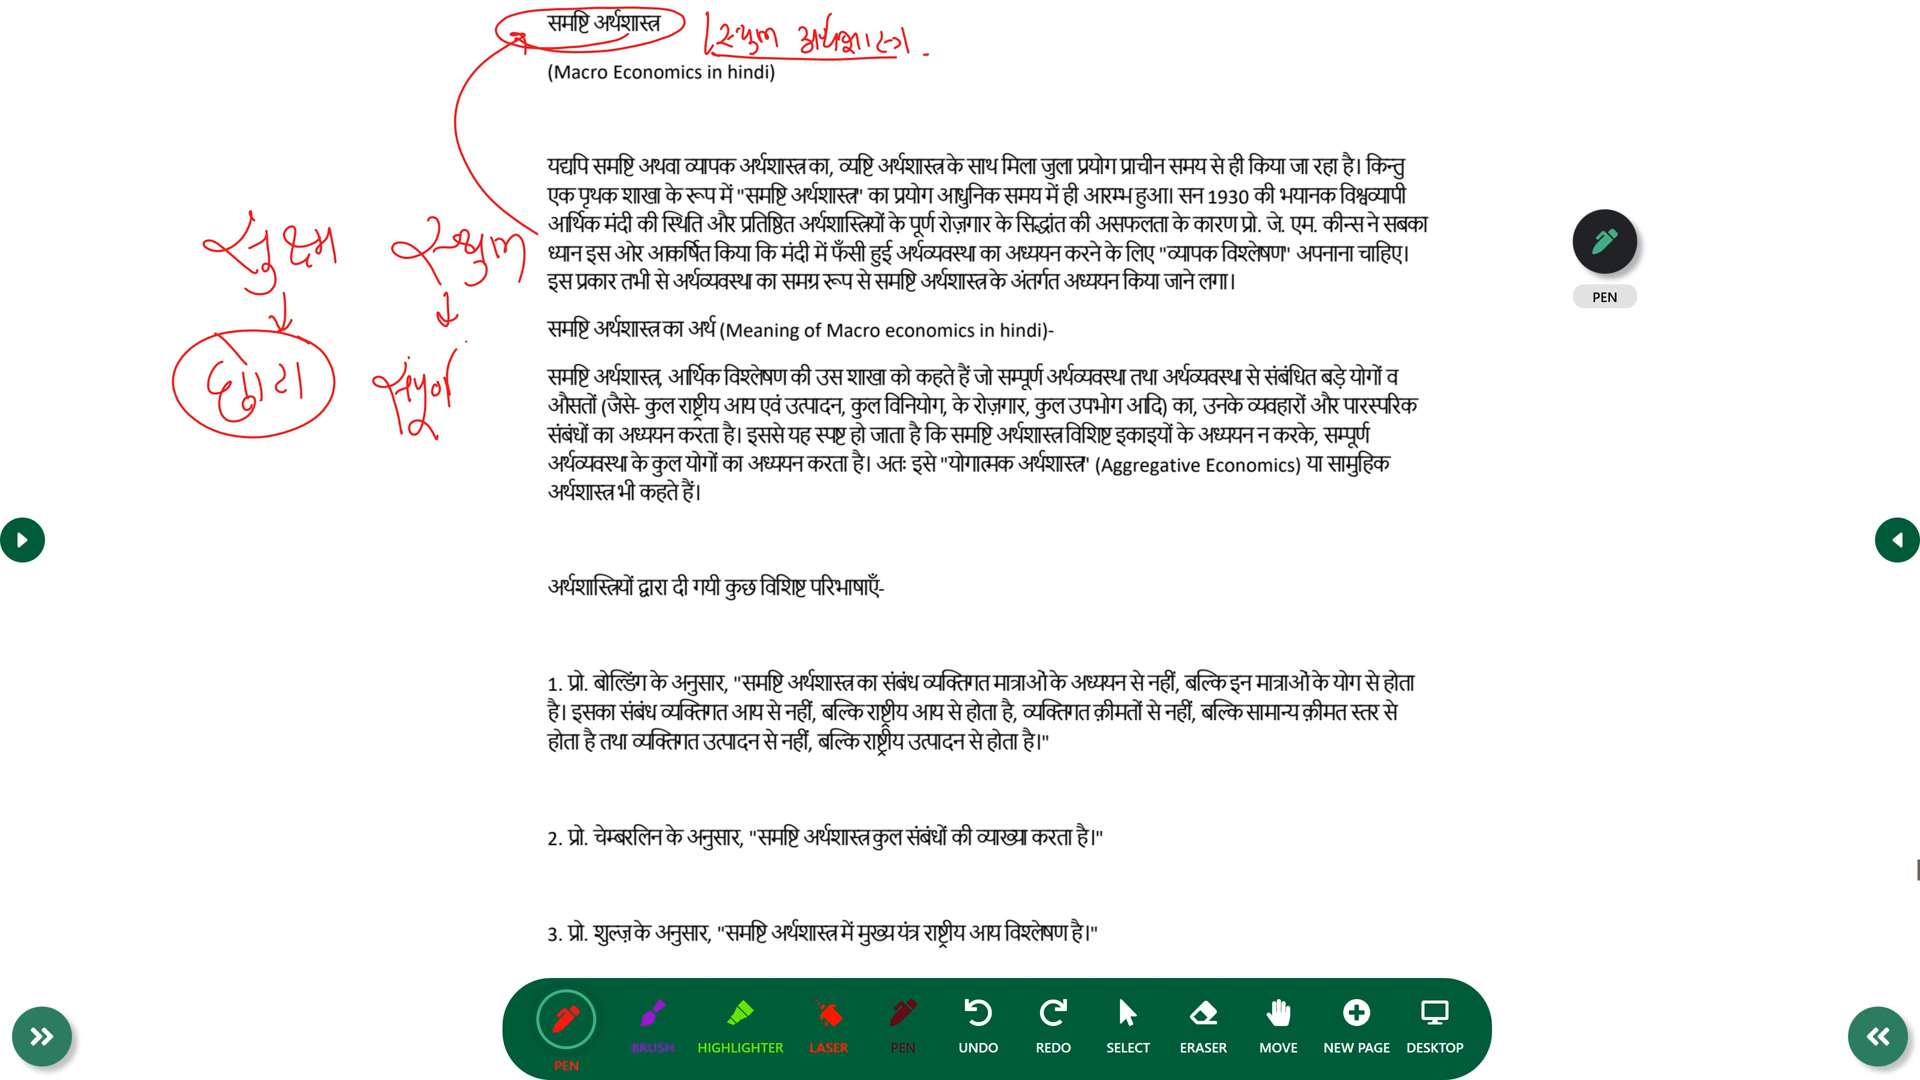 समष्टि अर्थशास्त्र
स्थुल अर्थशास्त्र
(Macro Economics in hindi)
यद्यपि समष्टि अथवा व्यापक अर्थशास्त्र का, व्यष्टि अर्थशास्त्र के साथ मिला जुला प्रयोग प्राचीन समय से ही किया जा रहा है। किन्तु
एक पृथक शाखा के रूप में "समष्टि अर्थशास्त्र" का प्रयोग आधुनिक समय में ही आरम्भ हुआ। सन 1930 की भयानक विश्वव्यापी
आर्थिक मंदी की स्थिति और प्रतिष्ठित अर्थशास्त्रियों के पूर्ण रोज़गार के सिद्धांत की असफलता के कारण प्रो. जे. एम. कीन्स ने सबका
ध्यान इस ओर आकर्षित किया कि मंदी में फँसी हुई अर्थव्यवस्था का अध्ययन करने के लिए "व्यापक विश्लेषण" अपनाना चाहिए।
इस प्रकार तभी से अर्थव्यवस्था का समग्र रूप से समष्टि अर्थशास्त्र के अंतर्गत अध्ययन किया जाने लगा।
सुक्ष्म स्थुल
छोटा संपूर्ण
समष्टि अर्थशास्त्र का अर्थ (Meaning of Macro economics in hindi)-
समष्टि अर्थशास्त्र, आर्थिक विश्लेषण की उस शाखा को कहते हैं जो सम्पूर्ण अर्थव्यवस्था तथा अर्थव्यवस्था से संबंधित बड़े योगों व
औसतों (जैसे- कुल राष्ट्रीय आय एवं उत्पादन, कुल विनियोग, के रोज़गार, कुल उपभोग आदि) का, उनके व्यवहारों और पारस्परिक
संबंधों का अध्ययन करता है। इससे यह स्पष्ट हो जाता है कि समष्टि अर्थशास्त्र विशिष्ट इकाइयों के अध्ययन न करके, सम्पूर्ण
अर्थव्यवस्था के कुल योगों का अध्ययन करता है। अतः इसे "योगात्मक अर्थशास्त्र" (Aggregative Economics) या सामुहिक
अर्थशास्त्र भी कहते हैं।
अर्थशास्त्रियों द्वारा दी गयी कुछ विशिष्ट परिभाषाएँ-
1. प्रो. बोल्डिंग के अनुसार, "समष्टि अर्थशास्त्र का संबंध व्यक्तिगत मात्राओं के अध्ययन से नहीं, बल्कि इन मात्राओं के योग से होता
है। इसका संबंध व्यक्तिगत आय से नहीं, बल्कि राष्ट्रीय आय से होता है, व्यक्तिगत क़ीमतों से नहीं, बल्कि सामान्य क़ीमत स्तर से
होता है तथा व्यक्तिगत उत्पादन से नहीं, बल्कि राष्ट्रीय उत्पादन से होता है।"
2. प्रो. चेम्बरलिन के अनुसार, "समष्टि अर्थशास्त्र कुल संबंधों की व्याख्या करता है।"
3. प्रो. शुल्ज़ के अनुसार, "समष्टि अर्थशास्त्र में मुख्य यंत्र राष्ट्रीय आय विश्लेषण है।"
PEN
PEN BRUSH HIGHLIGHTER LASER PEN UNDO REDO SELECT ERASER MOVE NEW PAGE DESKTOP